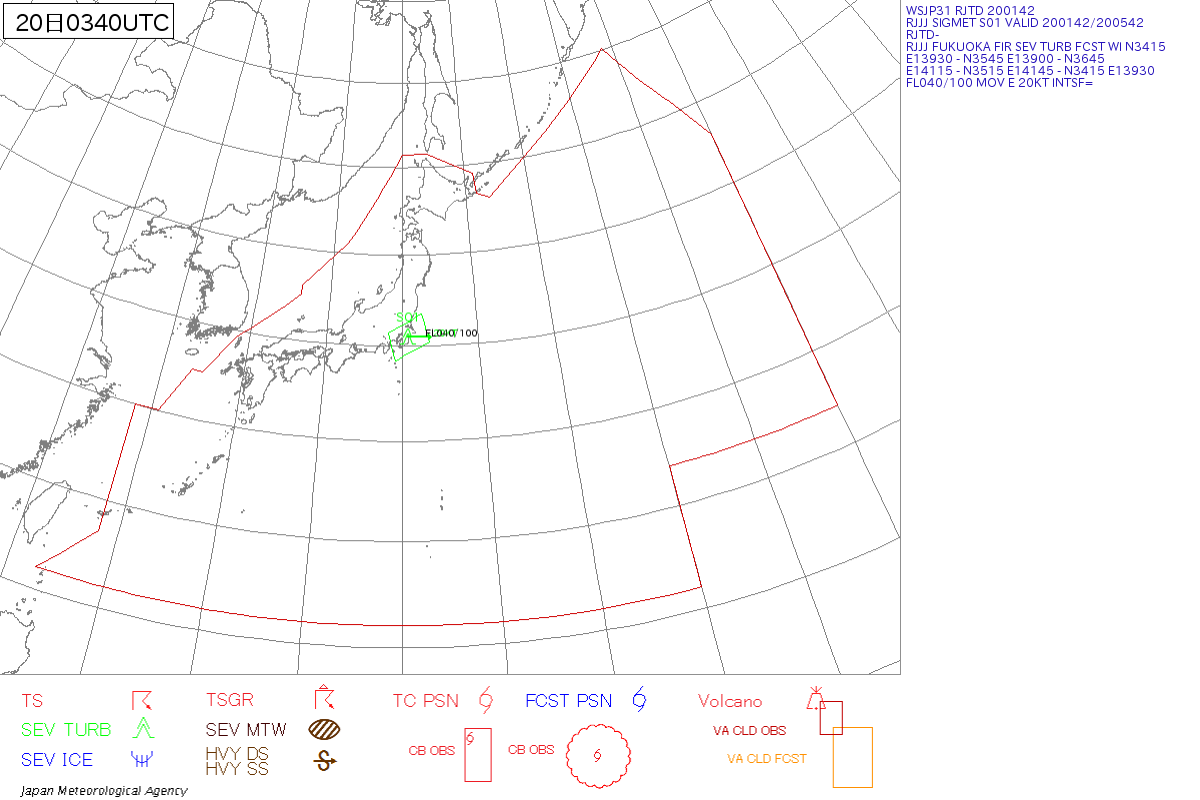 20日0340UTC
WSJP31 RJTD 200142
RJJJ SIGMET S01 VALID 200142/200542
RJTD-
RJJJ FUKUOKA FIR SEV TURB FCST WI N3415
E13930 - N3545 E13900 - N3645
E14115 - N3515 E14145 - N3415 E13930
FL040/100 MOV E 20KT INTSF=
S01
FL040/100
TS
TSGR
TC PSN
FCST PSN
Volcano
SEV TURB
SEV MTW
VA CLD OBS
SEV ICE
HVY DS
HVY SS
CB OBS
CB OBS
VA CLD FCST
Japan Meteorological Agency